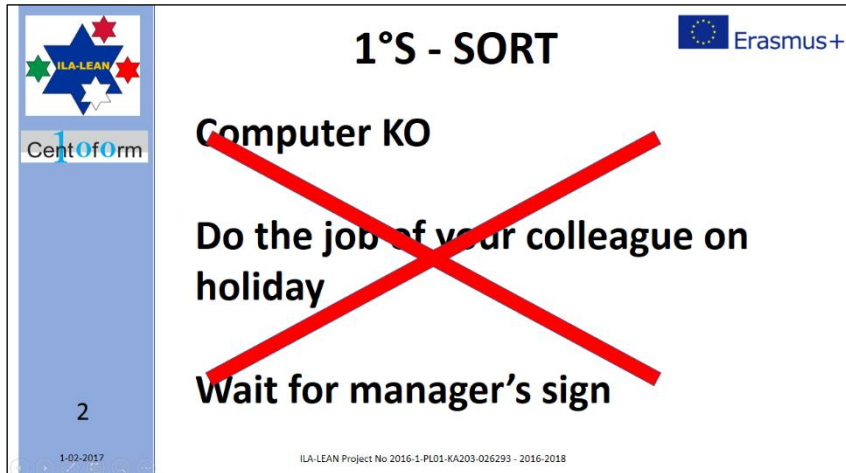 ILA-LEAN
Cent1ofOrm
1°S - SORT
Erasmus+
Computer KO
Do the job of your colleague on
holiday
Wait for manager's sign
2
1-02-2017
ILA-LEAN Project No 2016-1-PL01-KA203-026293 - 2016-2018